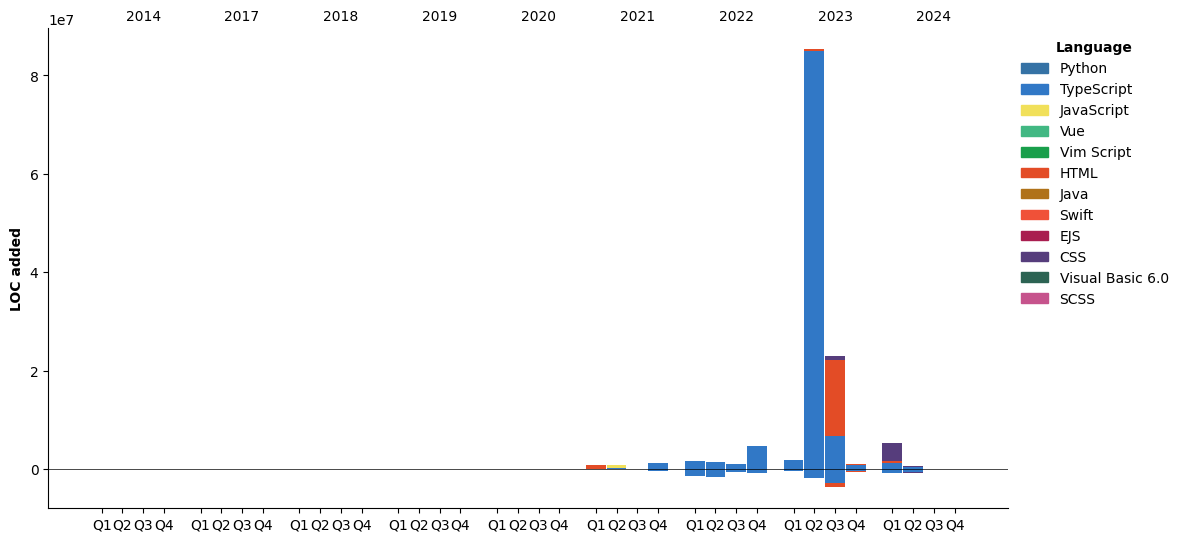 2014 2017 2018 2019 2020 2021 2022 2023 2024
1e7
LOC added
8
6
4
2
0
Q1 Q2 Q3 Q4 Q1 Q2 Q3 Q4 Q1 Q2 Q3 Q4 Q1 Q2 Q3 Q4 Q1 Q2 Q3 Q4 Q1 Q2 Q3 Q4 Q1 Q2 Q3 Q4 Q1 Q2 Q3 Q4 Q1 Q2 Q3 Q4
Language
Python
TypeScript
JavaScript
Vue
Vim Script
HTML
Java
Swift
EJS
CSS
Visual Basic 6.0
SCSS